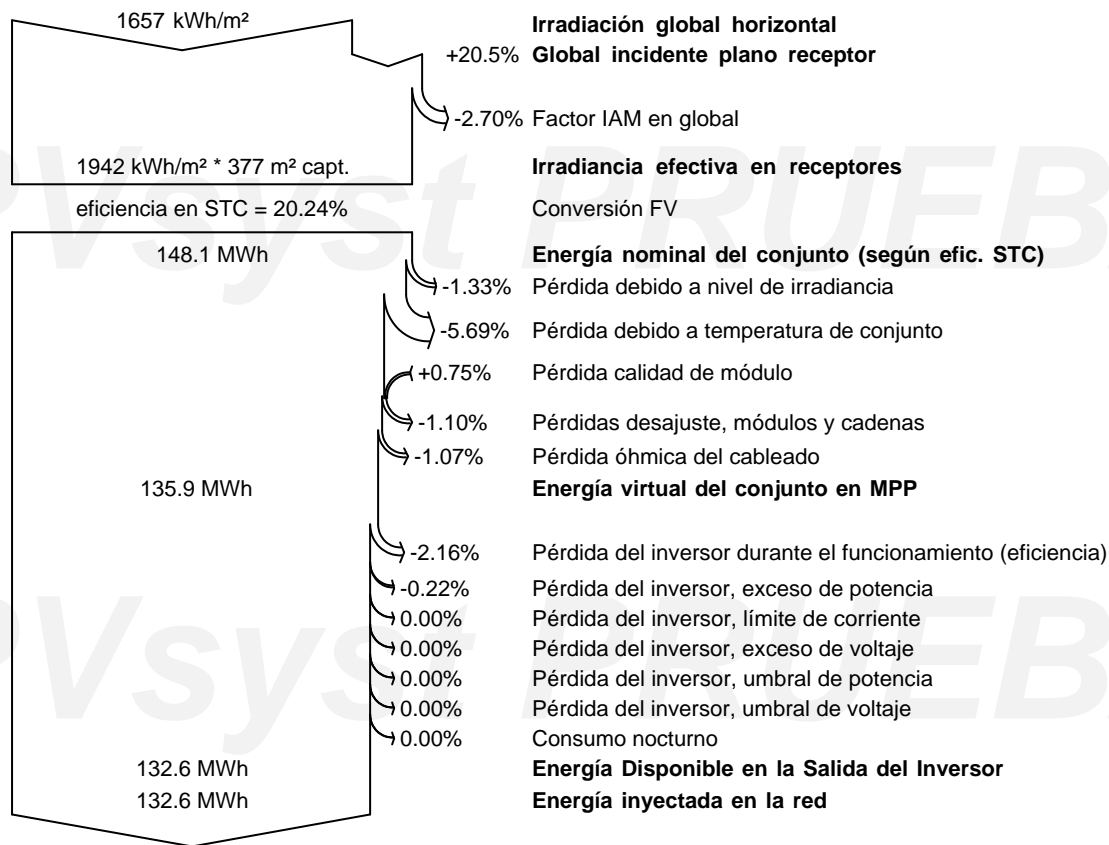 1657 kWh/m² Irradiación global horizontal
+20.5% Global incidente plano receptor
-2.70% Factor IAM en global
1942 kWh/m² * 377 m² capt. Irradiancia efectiva en receptores
eficiencia en STC = 20.24% Conversión FV
148.1 MWh Energía nominal del conjunto (según efic. STC)
-1.33% Pérdida debido a nivel de irradiancia
-5.69% Pérdida debido a temperatura de conjunto
+0.75% Pérdida calidad de módulo
-1.10% Pérdidas desajuste, módulos y cadenas
-1.07% Pérdida óhmica del cableado
135.9 MWh Energía virtual del conjunto en MPP
-2.16% Pérdida del inversor durante el funcionamiento (eficiencia)
-0.22% Pérdida del inversor, exceso de potencia
0.00% Pérdida del inversor, límite de corriente
0.00% Pérdida del inversor, exceso de voltaje
0.00% Pérdida del inversor, umbral de potencia
0.00% Pérdida del inversor, umbral de voltaje
0.00% Consumo nocturno
132.6 MWh Energía Disponible en la Salida del Inversor
132.6 MWh Energía inyectada en la red
PVsyst PRUEB
PVsyst PRUEB